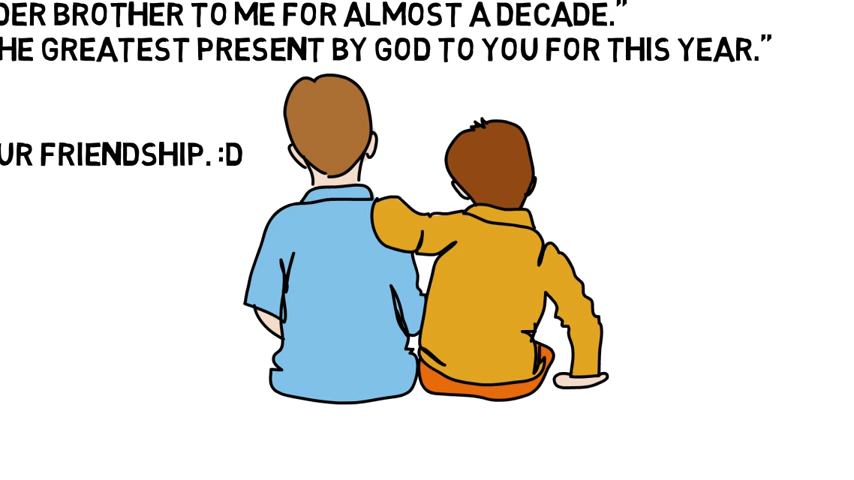 DER BROTHER TO ME FOR ALMOST A DECADE.”
HE GREATEST PRESENT BY GOD TO YOU FOR THIS YEAR.”
UR FRIENDSHIP. :D